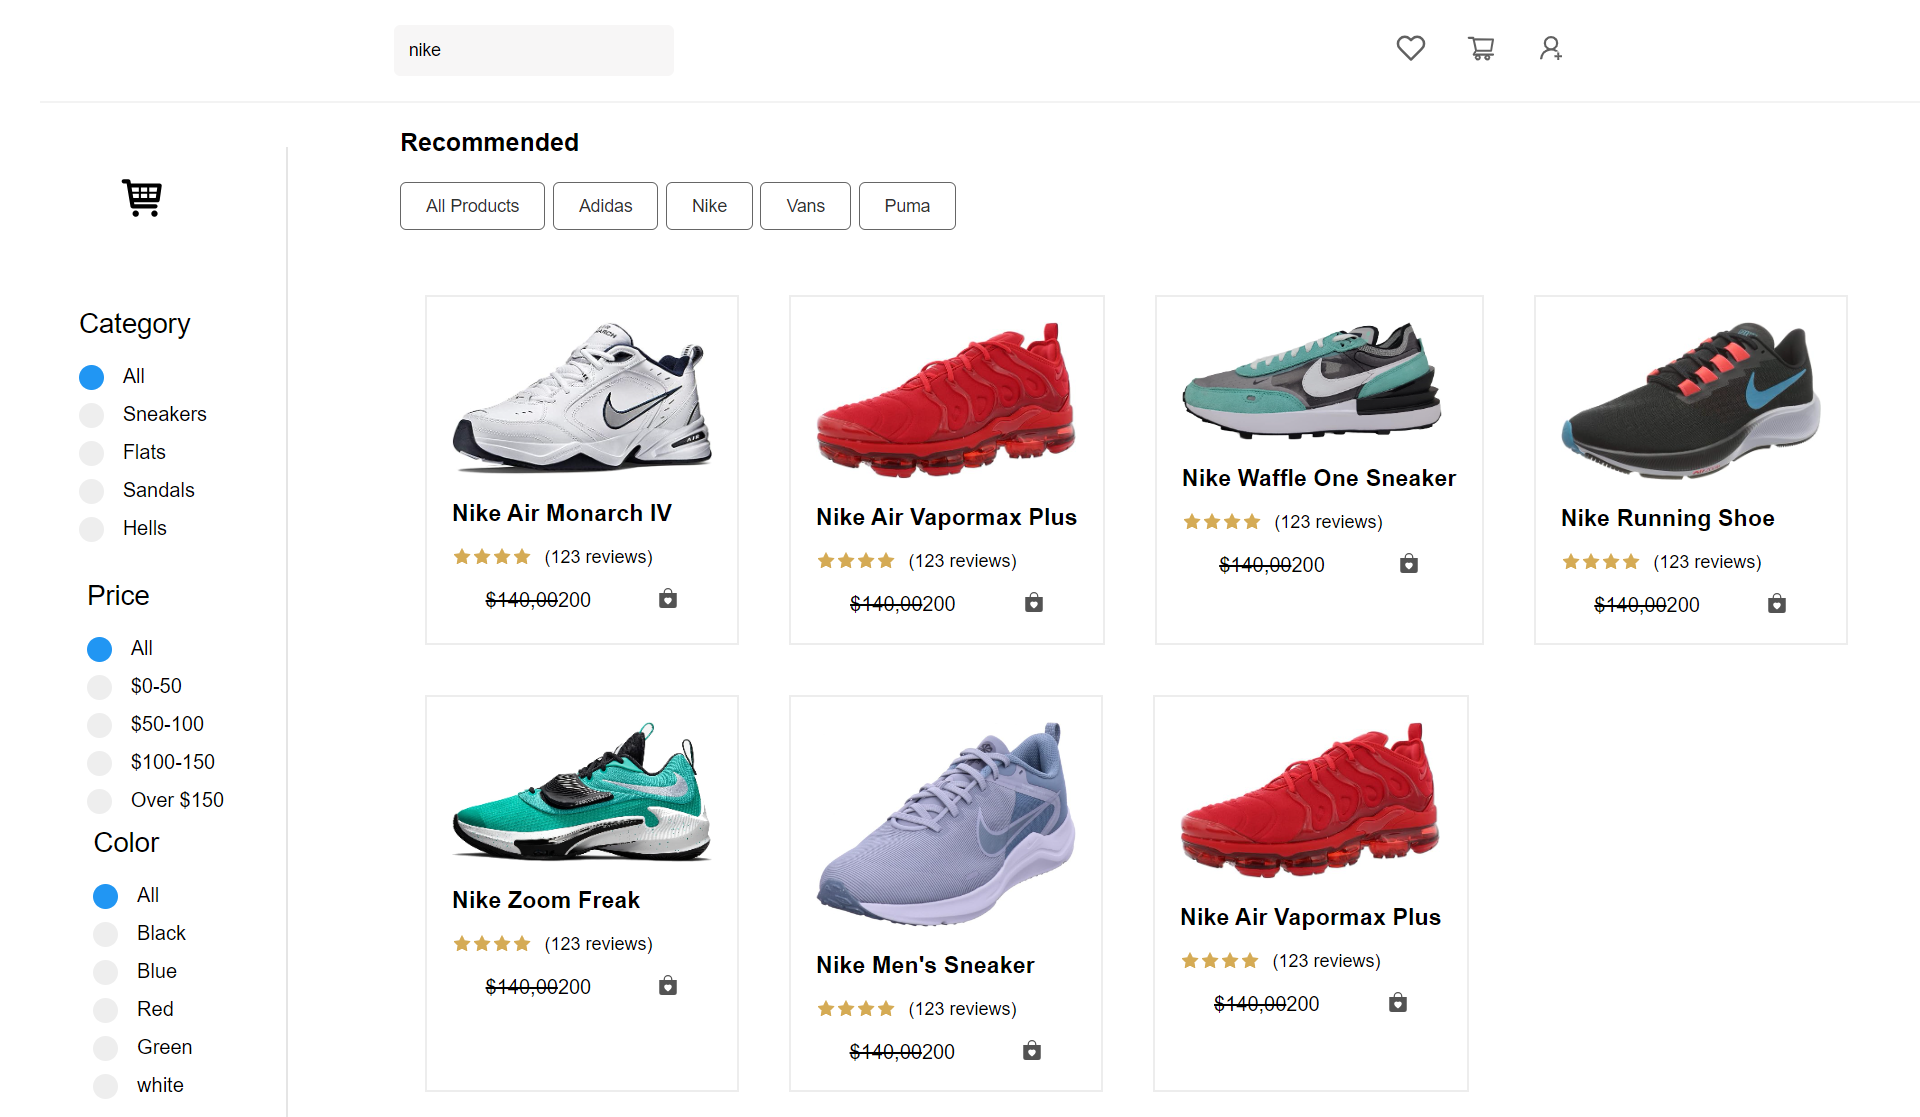 nike
Recommended
All Products
Adidas
Nike
Vans
Puma
Category
All
Sneakers
Flats
Sandals
Hells
Price
All
$0-50
$50-100
$100-150
Over $150
Color
All
Black
Blue
Red
Green
white
Nike Air Monarch IV
(123 reviews)
$140,00200
Nike Air Vapormax Plus
(123 reviews)
$140,00200
Nike Waffle One Sneaker
(123 reviews)
$140,00200
Nike Running Shoe
(123 reviews)
$140,00200
Nike Zoom Freak
(123 reviews)
$140,00200
Nike Men's Sneaker
(123 reviews)
$140,00200
Nike Air Vapormax Plus
(123 reviews)
$140,00200